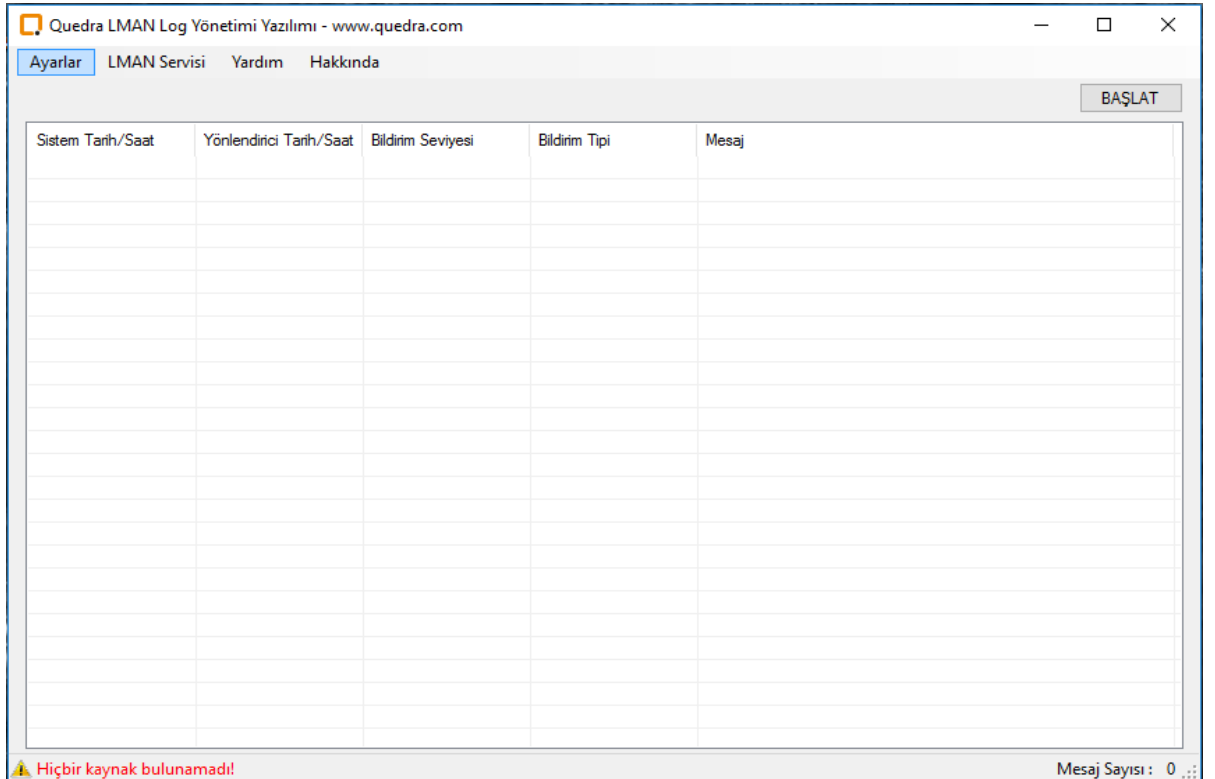 Quedra LMAN Log Yönetimi Yazılımı - www.quedra.com
Ayarlar LMAN Servisi Yardım Hakkında
BAŞLAT
Sistem Tarih/Saat Yönlendirici Tarih/Saat Bildirim Seviyesi Bildirim Tipi Mesaj
Hiçbir kaynak bulunamadı! Mesaj Sayısı : 0